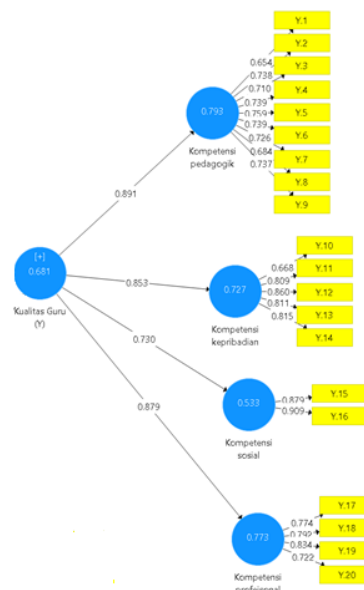 Y.1
Y.2
0.654
Y.3
0.738
0.710
Y.4
0.739
0.793
0.759
Y.5
0.739
Y.6
0.726
Y.7
0.684
Kompetensi
pedagogik
0.737
Y.8
Y.9
0.891
Y.10
0.668
Y.11
[+]
0.809
0.681
0.853
0.727
0.860
Y.12
0.811
Y.13
0.815
Kualitas Guru
(Y)
Kompetensi
kepribadian
Y.14
0.730
0.879
Y.15
0.533
0.909
Y.16
0.879
Kompetensi
sosial
Y.17
0.774
Y.18
0.792
0.773
0.834
Y.19
0.722
Y.20
Kompetensi